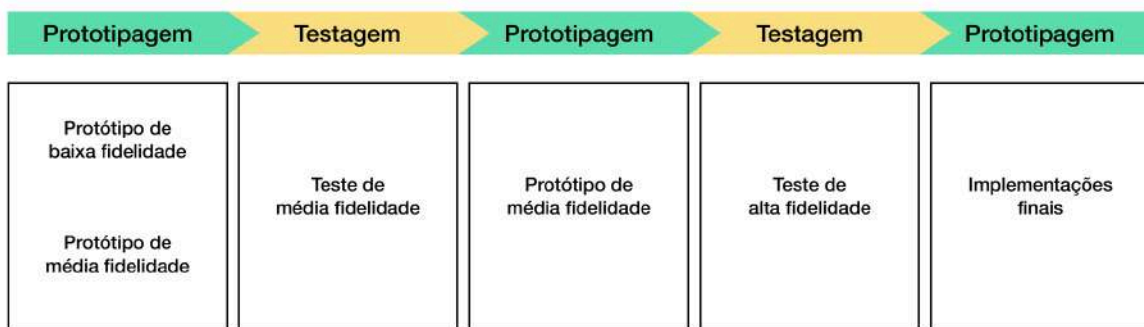 Prototipagem
Testagem
Prototipagem
Testagem
Prototipagem
Protótipo de
baixa fidelidade
Protótipo de
média fidelidade
Teste de
média fidelidade
Protótipo de
média fidelidade
Teste de
alta fidelidade
Implementações
finais